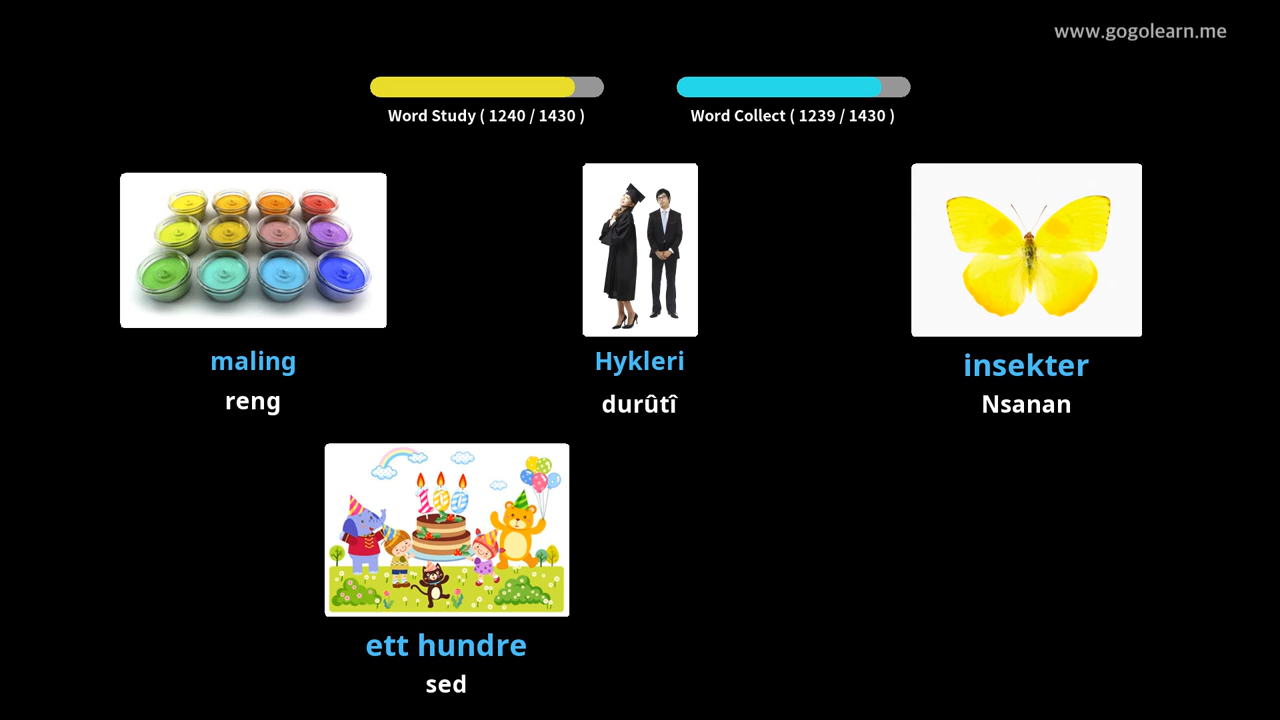 www.gogolearn.me
Word Study ( 1240 / 1430 )
Word Collect ( 1239 / 1430 )
maling
reng
Hykleri
durûtî
insekter
Nsanan
100
ett hundre
sed